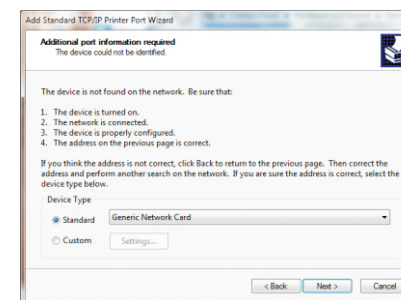 Add Standard TCP/IP Printer Port Wizard
Additional port information required
The device could not be identified.
The device is not found on the network. Be sure that:
1. The device is turned on.
2. The network is connected.
3. The device is properly configured.
4. The address on the previous page is correct.
If you think the address is not correct, click Back to return to the previous page. Then correct the
address and perform another search on the network. If you are sure the address is correct, select the
device type below.
Device Type
Standard Generic Network Card
Custom Settings...
< Back Next > Cancel